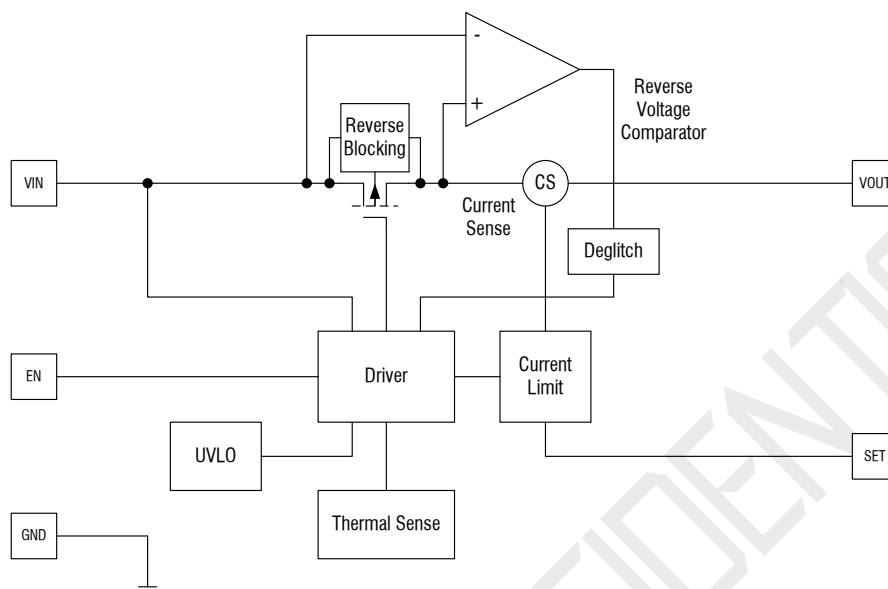 -
+
Reverse
Voltage
Comparator
Reverse
Blocking
VIN
CS
VOUT
Current
Sense
Deglitch
EN
Driver
Current
Limit
UVLO
SET
Thermal Sense
GND